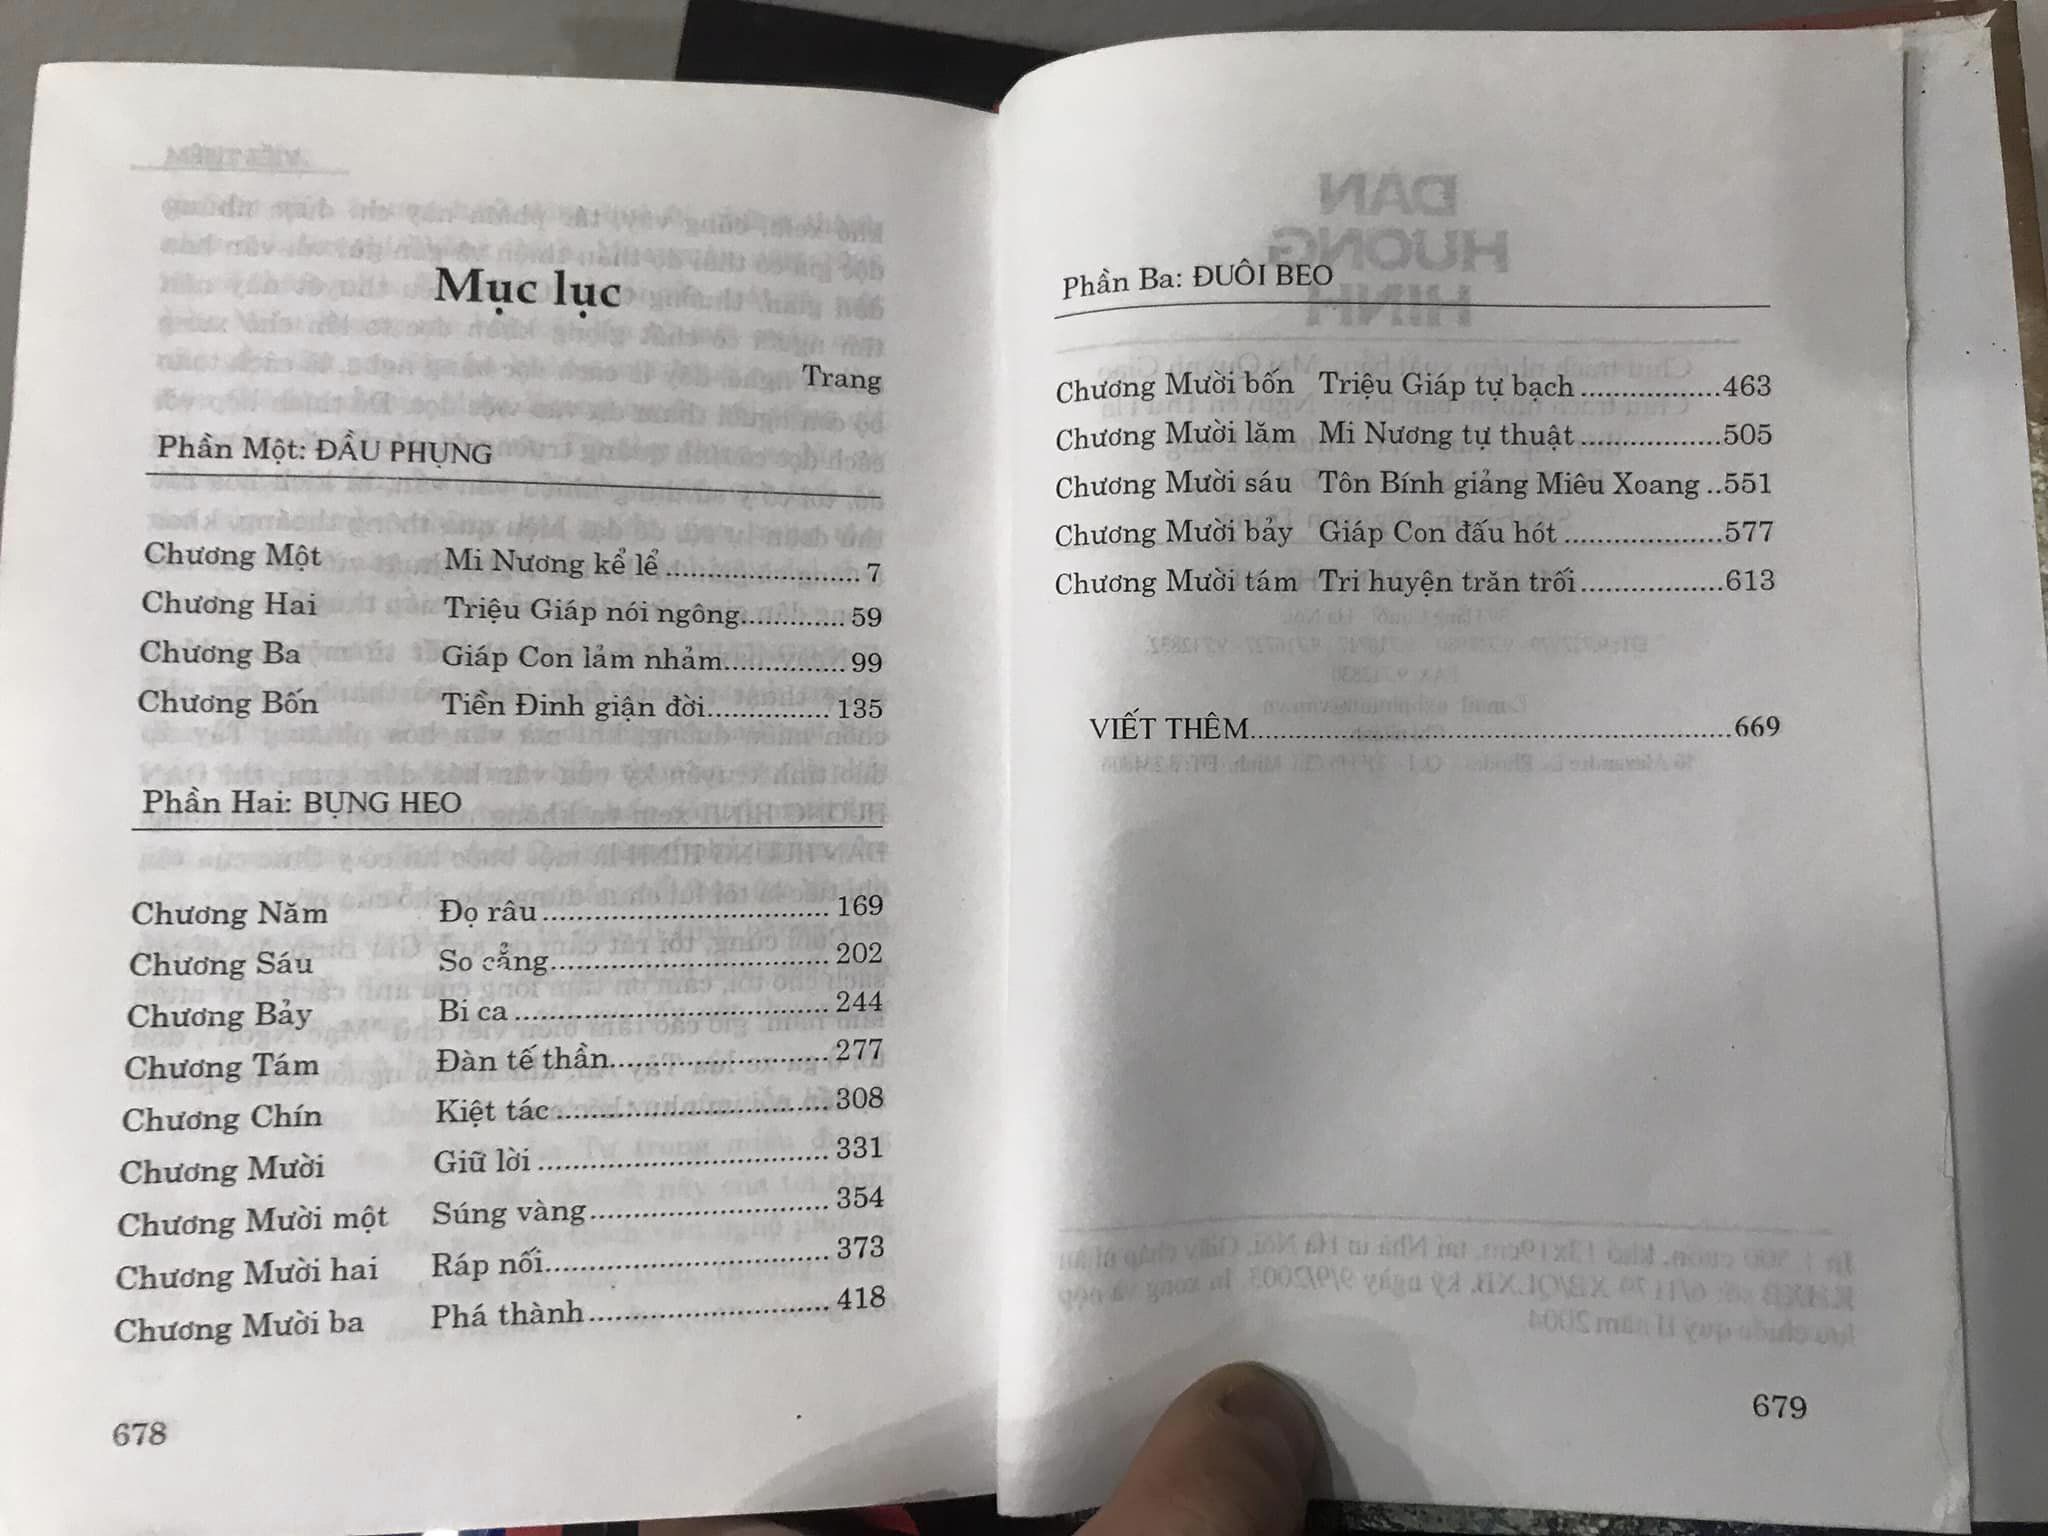 Mục lục
Trang
Phần Một: ĐẦU PHỤNG
Chương Một Mi Nương kể lể ........................ 7
Chương Hai Triệu Giáp nói ngông............. 59
Chương Ba Giáp Con lảm nhảm............... 99
Chương Bốn Tiền Đinh giận đời............... 135
Phần Hai: BỤNG HEO
Chương Năm Đọ râu ................................... 169
Chương Sáu So cẳng.................................. 202
Chương Bảy Bi ca ...................................... 244
Chương Tám Đàn tế thần........................... 277
Chương Chín Kiệt tác ................................. 308
Chương Mười Giữ lời ................................... 331
Chương Mười một Súng vàng............................. 354
Chương Mười hai Ráp nối.................................. 373
Chương Mười ba Phá thành ............................. 418
678
Phần Ba: ĐUÔI BEO
Chương Mười bốn Triệu Giáp tự bạch .................463
Chương Mười lăm Mi Nương tự thuật .................505
Chương Mười sáu Tôn Bính giảng Miêu Xoang ..551
Chương Mười bảy Giáp Con đấu hót ...................577
Chương Mười tám Tri huyện trăn trối.................613
VIẾT THÊM..........................................................669
679